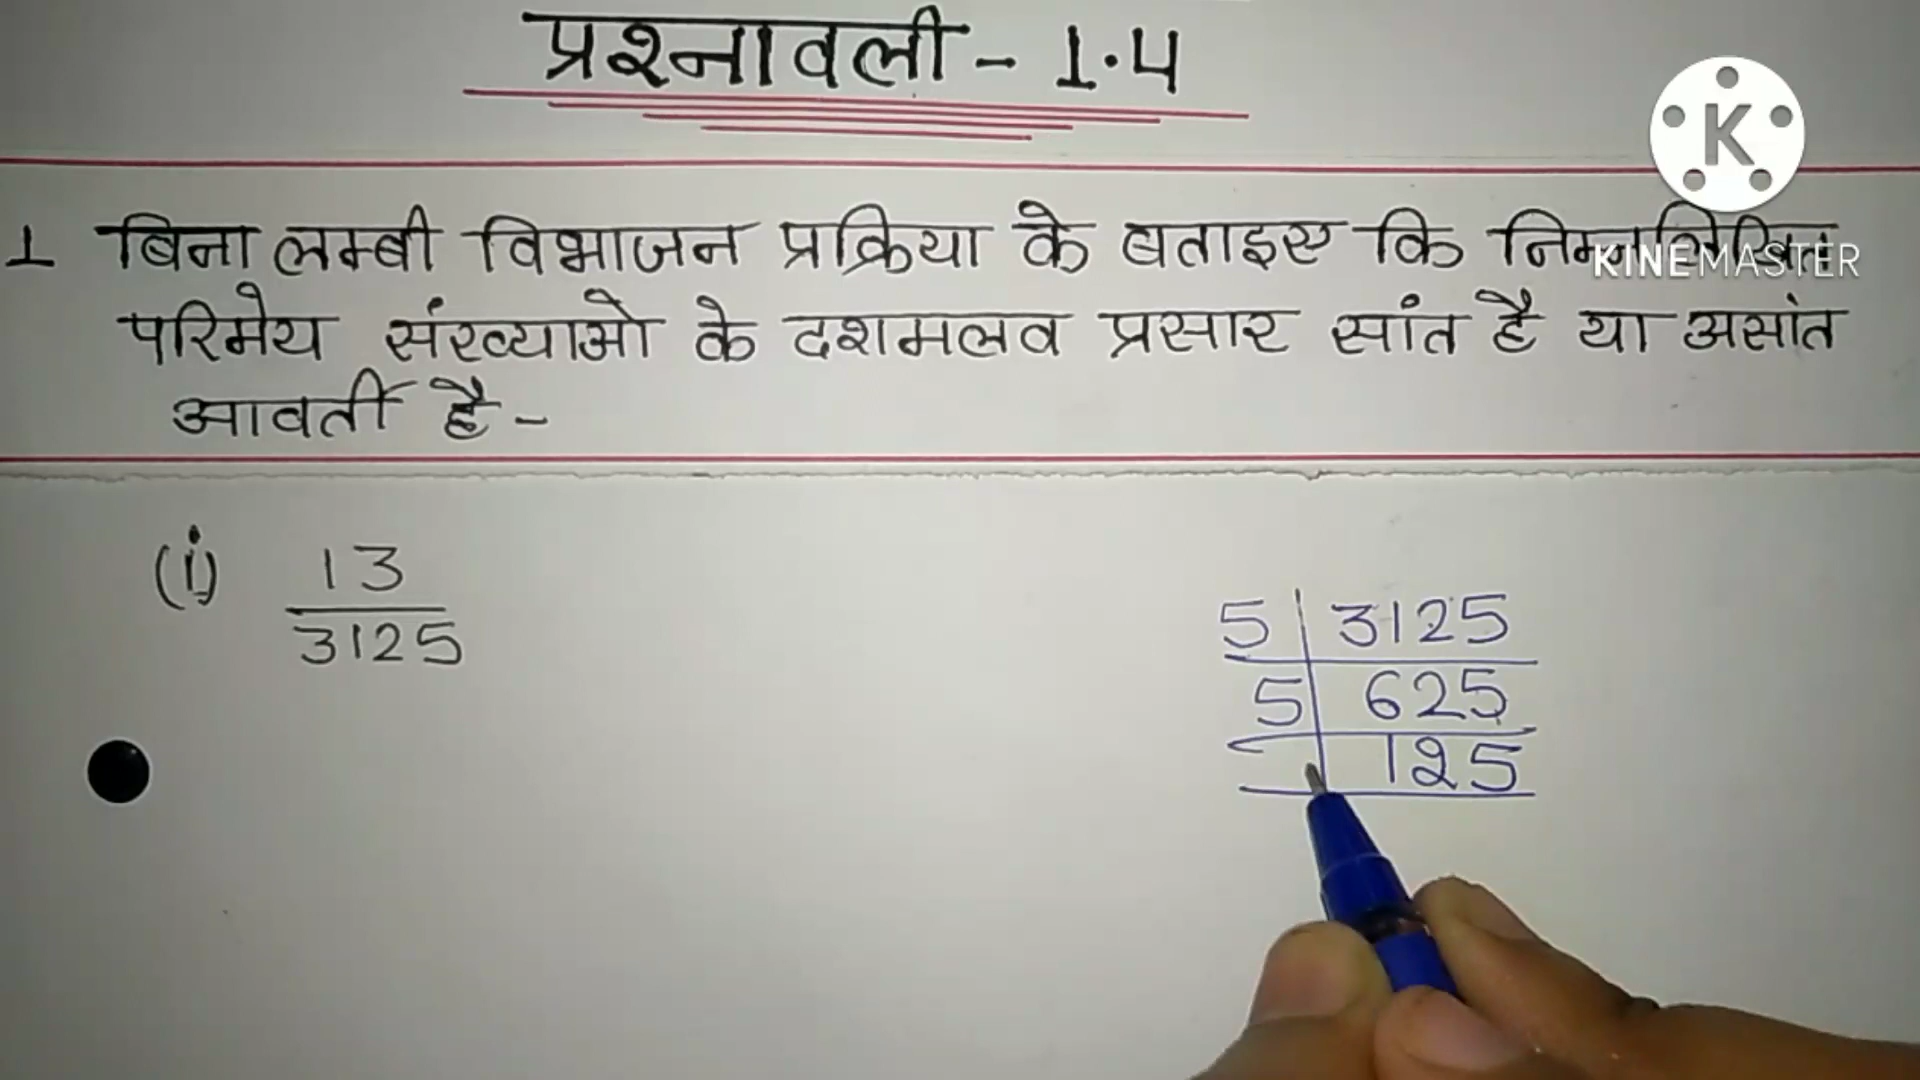 प्रश्नावली - 1.4
K
1 बिना लम्बी विभाजन प्रक्रिया के बताइए कि निम्नलिखित
KINEMASTER
परिमेय संख्याओ के दशमलव प्रसार सांत है या असांत
आवर्ती है -
(i) 13
3125
5 3125
5 625
125